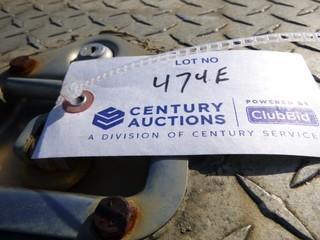 LOT NO
474E
CENTURY AUCTIONS
POWERED BY
ClubBid
A DIVISION OF CENTURY SERVICE